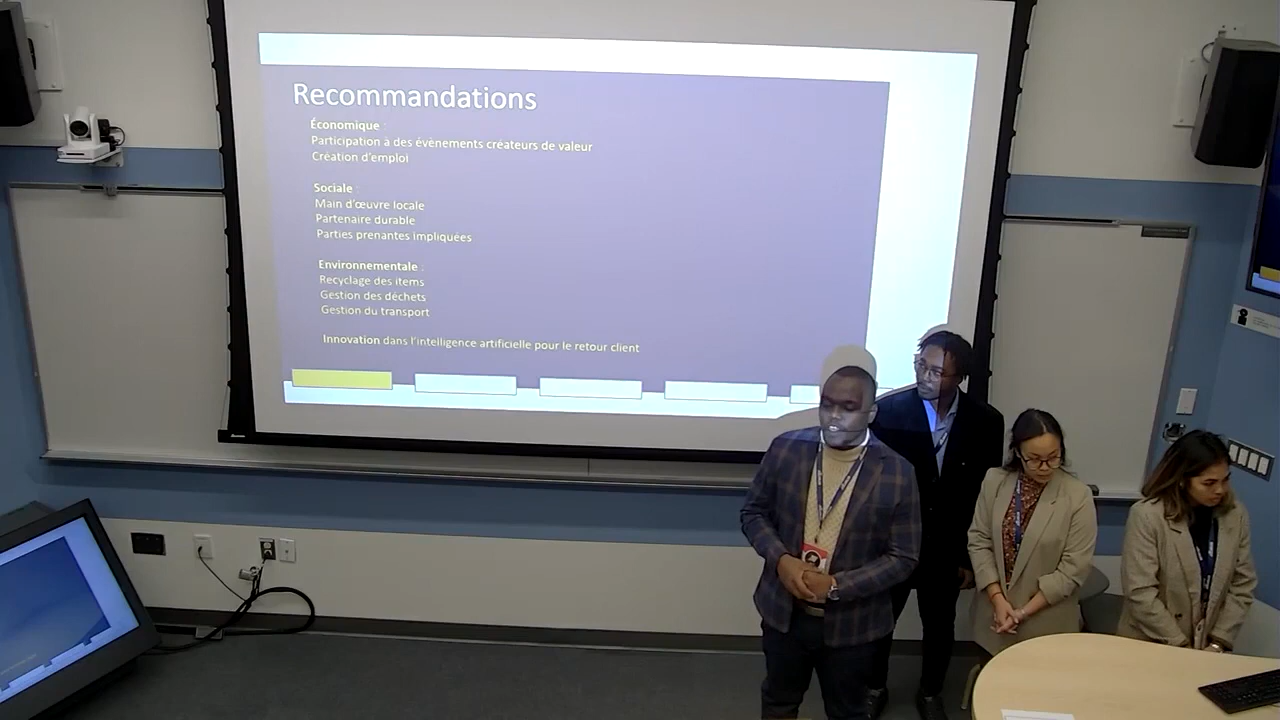 Recommandations
Économique :
Participation à des évènements créateurs de valeur
Création d'emploi
Sociale :
Main d'œuvre locale
Partenaire durable
Parties prenantes impliquées
Environnementale :
Recyclage des items
Gestion des déchets
Gestion du transport
Innovation dans l'intelligence artificielle pour le retour client